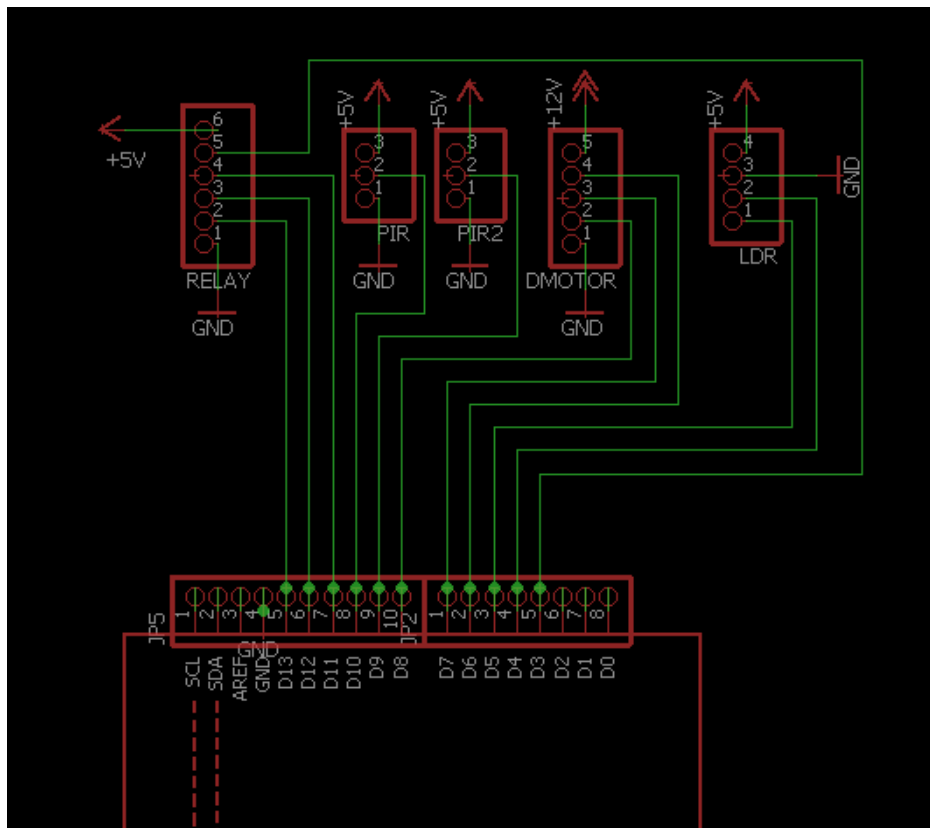 +5V
6
5
4
3
2
1
RELAY
GND
+5V
3
2
1
PIR
GND
+5V
3
2
1
PIR2
GND
+12V
5
4
3
2
1
DMOTOR
GND
+5V
4
3
2
1
GND
LDR
JP5
1
2
3
4
5
6
7
8
9
10
JP2
1
2
3
4
5
6
7
8
GND
SCL
SDA
AREF
GND
D13
D12
D11
D10
D9
D8
D7
D6
D5
D4
D3
D2
D1
D0